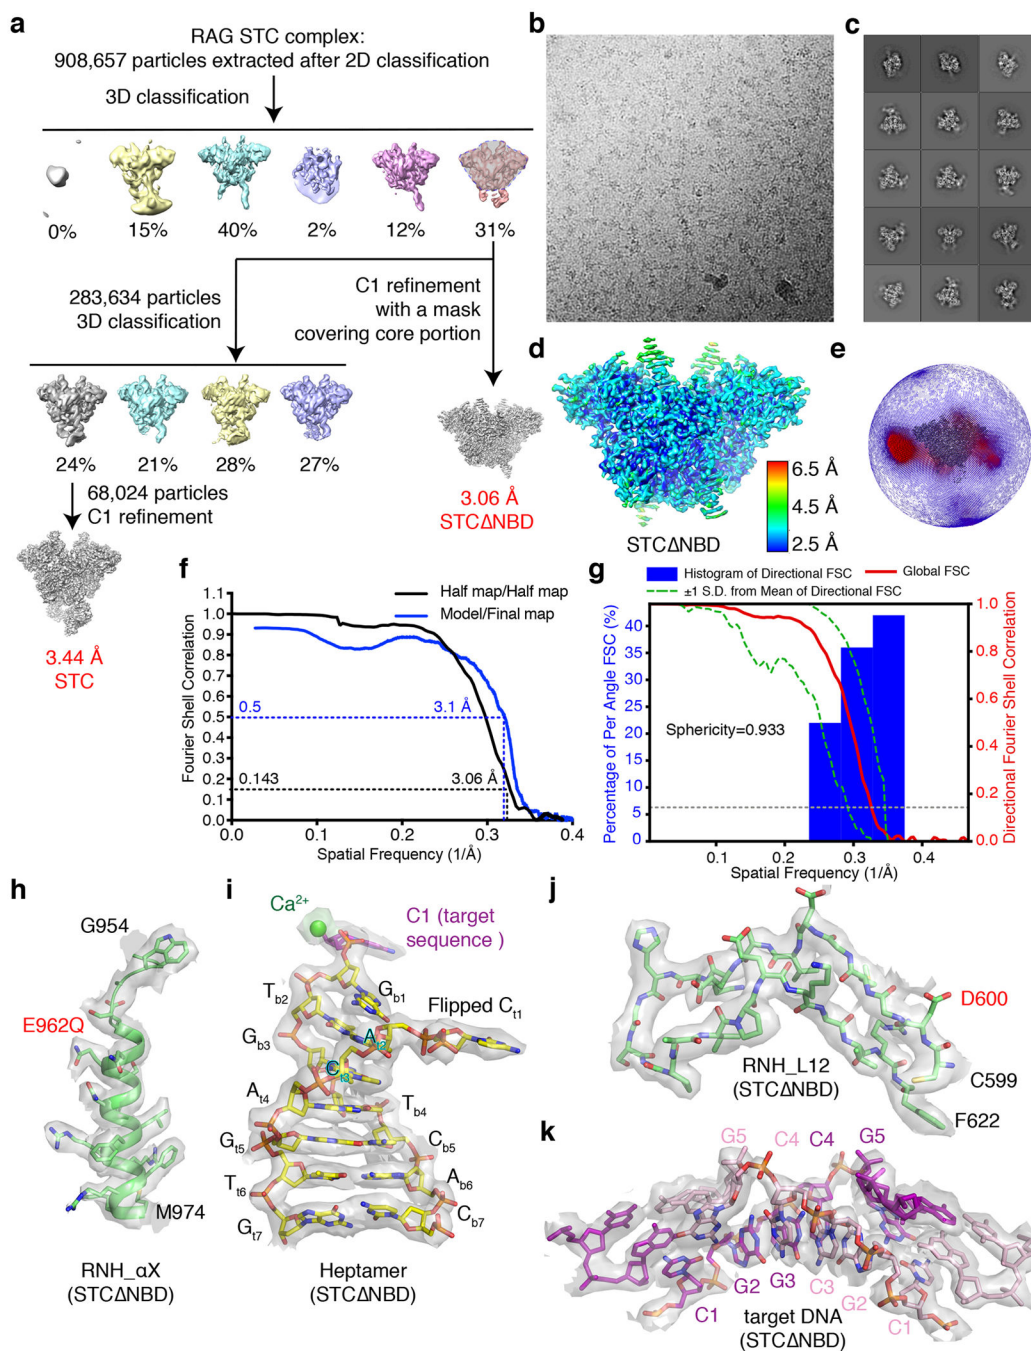 a
RAG STC complex:
908,657 particles extracted after 2D classification
3D classification
0%
15%
40%
2%
12%
31%
283,634 particles
3D classification
C1 refinement
with a mask
covering core portion
24%
21%
28%
27%
68,024 particles
C1 refinement
3.06 Å
STCΔNBD
3.44 Å
STC
b
c
d
6.5 Å
4.5 Å
2.5 Å
STCΔNBD
e
f
Half map/Half map
Model/Final map
Fourier Shell Correlation
1.1
1.0
0.9
0.8
0.7
0.6
0.5
0.4
0.3
0.2
0.1
0.0
0.5
3.1 Å
0.143
3.06 Å
0.0
0.1
0.2
0.3
0.4
Spatial Frequency (1/Å)
g
Histogram of Directional FSC
Global FSC
±1 S.D. from Mean of Directional FSC
Percentage of Per Angle FSC (%)
40
35
30
25
20
15
10
5
0
Sphericity=0.933
1.0
0.8
0.6
0.4
0.2
0.0
Directional Fourier Shell Correlation
0.1
0.2
0.3
0.4
Spatial Frequency (1/Å)
h
G954
E962Q
M974
RNH_αX
(STCΔNBD)
i
Ca2+
C1 (target
sequence )
Tb2
Gb1
Flipped Ct1
Gb3
At2
Ct3
At4
Tb4
Gt5
Cb5
Tt6
Ab6
Gt7
Cb7
Heptamer
(STCΔNBD)
j
D600
RNH_L12
(STCΔNBD)
C599
F622
k
G5
C4
C4
G5
G2
G3
C3
G2
C1
C1
target DNA
(STCΔNBD)